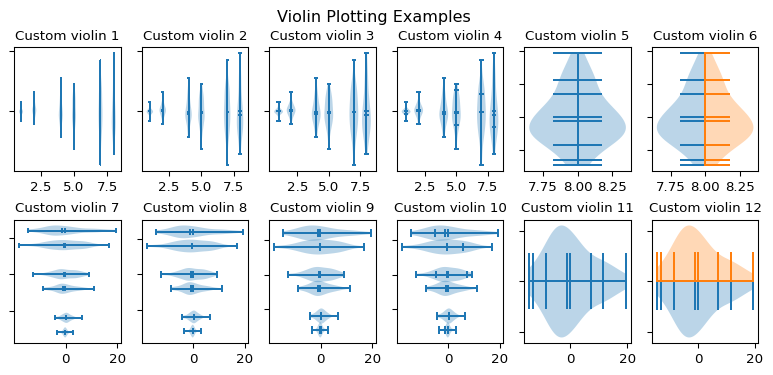 Violin Plotting Examples
Custom violin 1 Custom violin 2 Custom violin 3 Custom violin 4 Custom violin 5 Custom violin 6
2.5 5.0 7.5 2.5 5.0 7.5 2.5 5.0 7.5 2.5 5.0 7.5 7.75 8.00 8.25 7.75 8.00 8.25
Custom violin 7 Custom violin 8 Custom violin 9 Custom violin 10 Custom violin 11 Custom violin 12
0 20 0 20 0 20 0 20 0 20 0 20